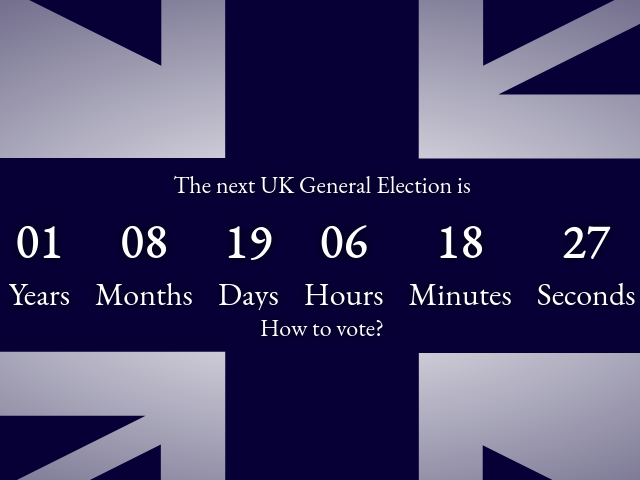 The next UK General Election is
01 08 19 06 18 27
Years Months Days Hours Minutes Seconds
How to vote?